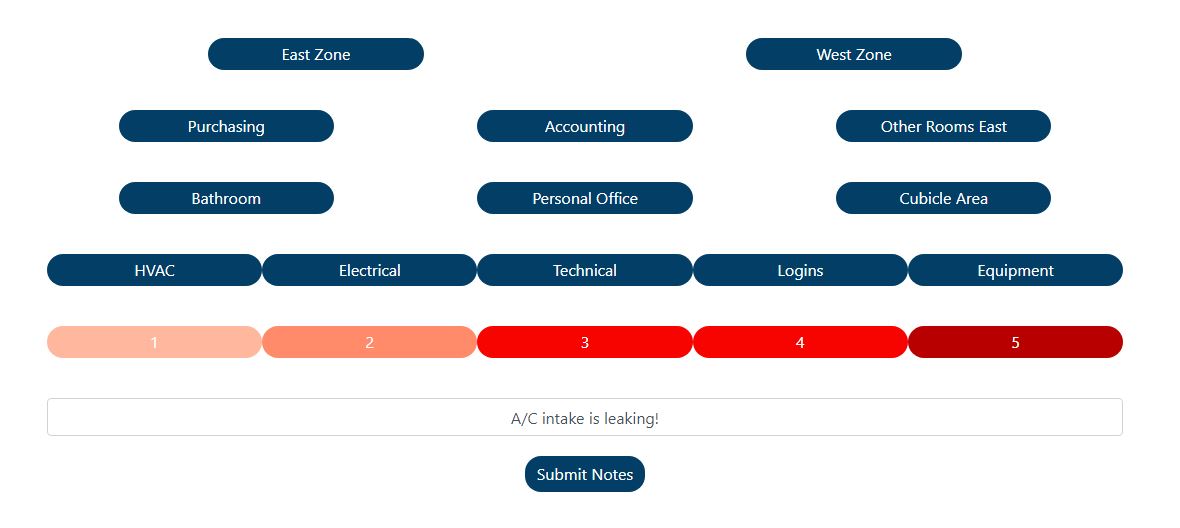 East Zone West Zone
Purchasing Accounting Other Rooms East
Bathroom Personal Office Cubicle Area
HVAC Electrical Technical Logins Equipment
1 2 3 4 5
A/C intake is leaking!
Submit Notes